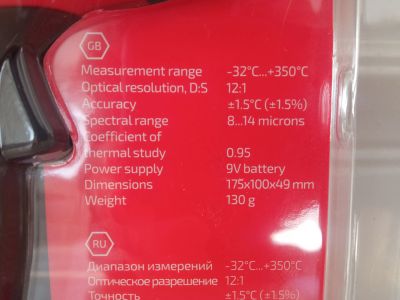 GB
Measurement range -32°C...+350°C
Optical resolution, D:S 12:1
Accuracy ±1.5°C (±1.5%)
Spectral range 8...14 microns
Coefficient of
thermal study 0.95
Power supply 9V battery
Dimensions 175x100x49 mm
Weight 130 g
RU
Диапазон измерений -32°C...+350°C
Оптическое разрешение 12:1
Точность ±1.5°C (±1.5%)